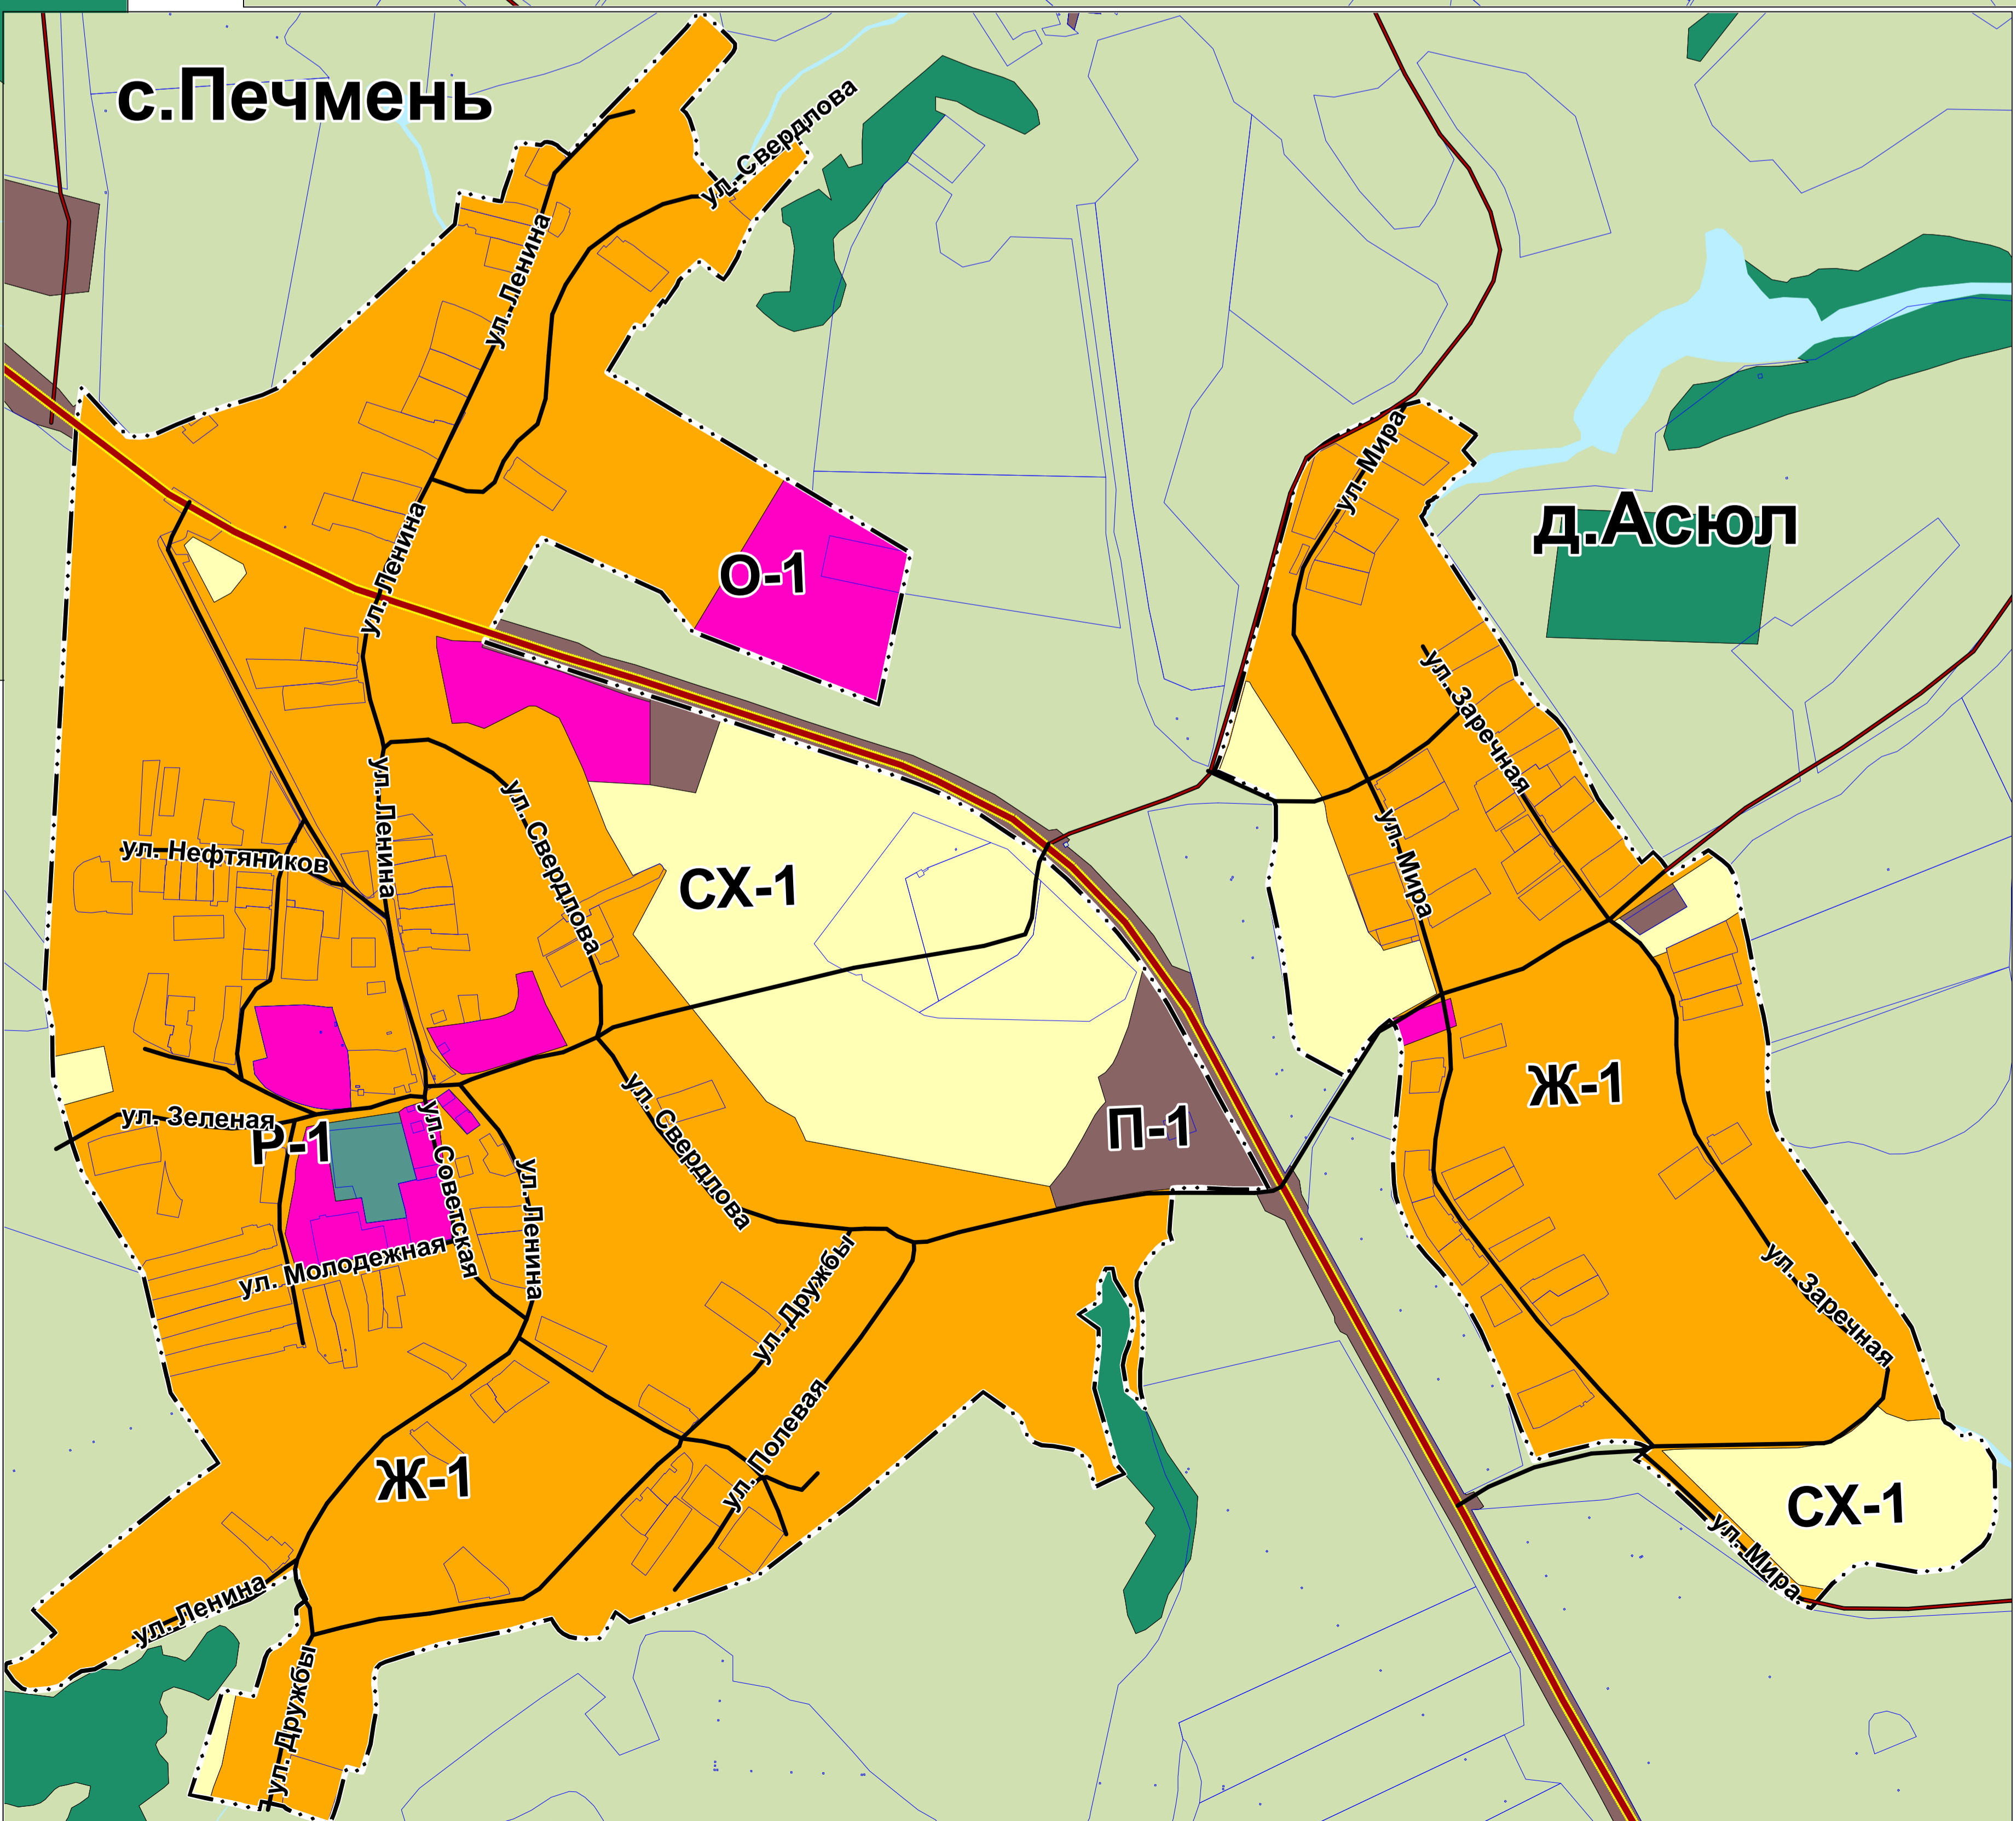 с.Печмень
ул. Свердлова
ул. Ленина
ул. Мира
д.Асюл
О-1
ул. Ленина
ул. Заречная
ул. Ленина
ул. Свердлова
ул. Мира
ул. Нефтяников
СХ-1
Ж-1
ул. Зеленая
Р-1
ул. Советская
ул. Свердлова
П-1
ул. Ленина
ул. Молодежная
ул. Дружбы
ул. Заречная
ул. Полевая
Ж-1
СХ-1
ул. Мира
ул. Ленина
ул. Дружбы